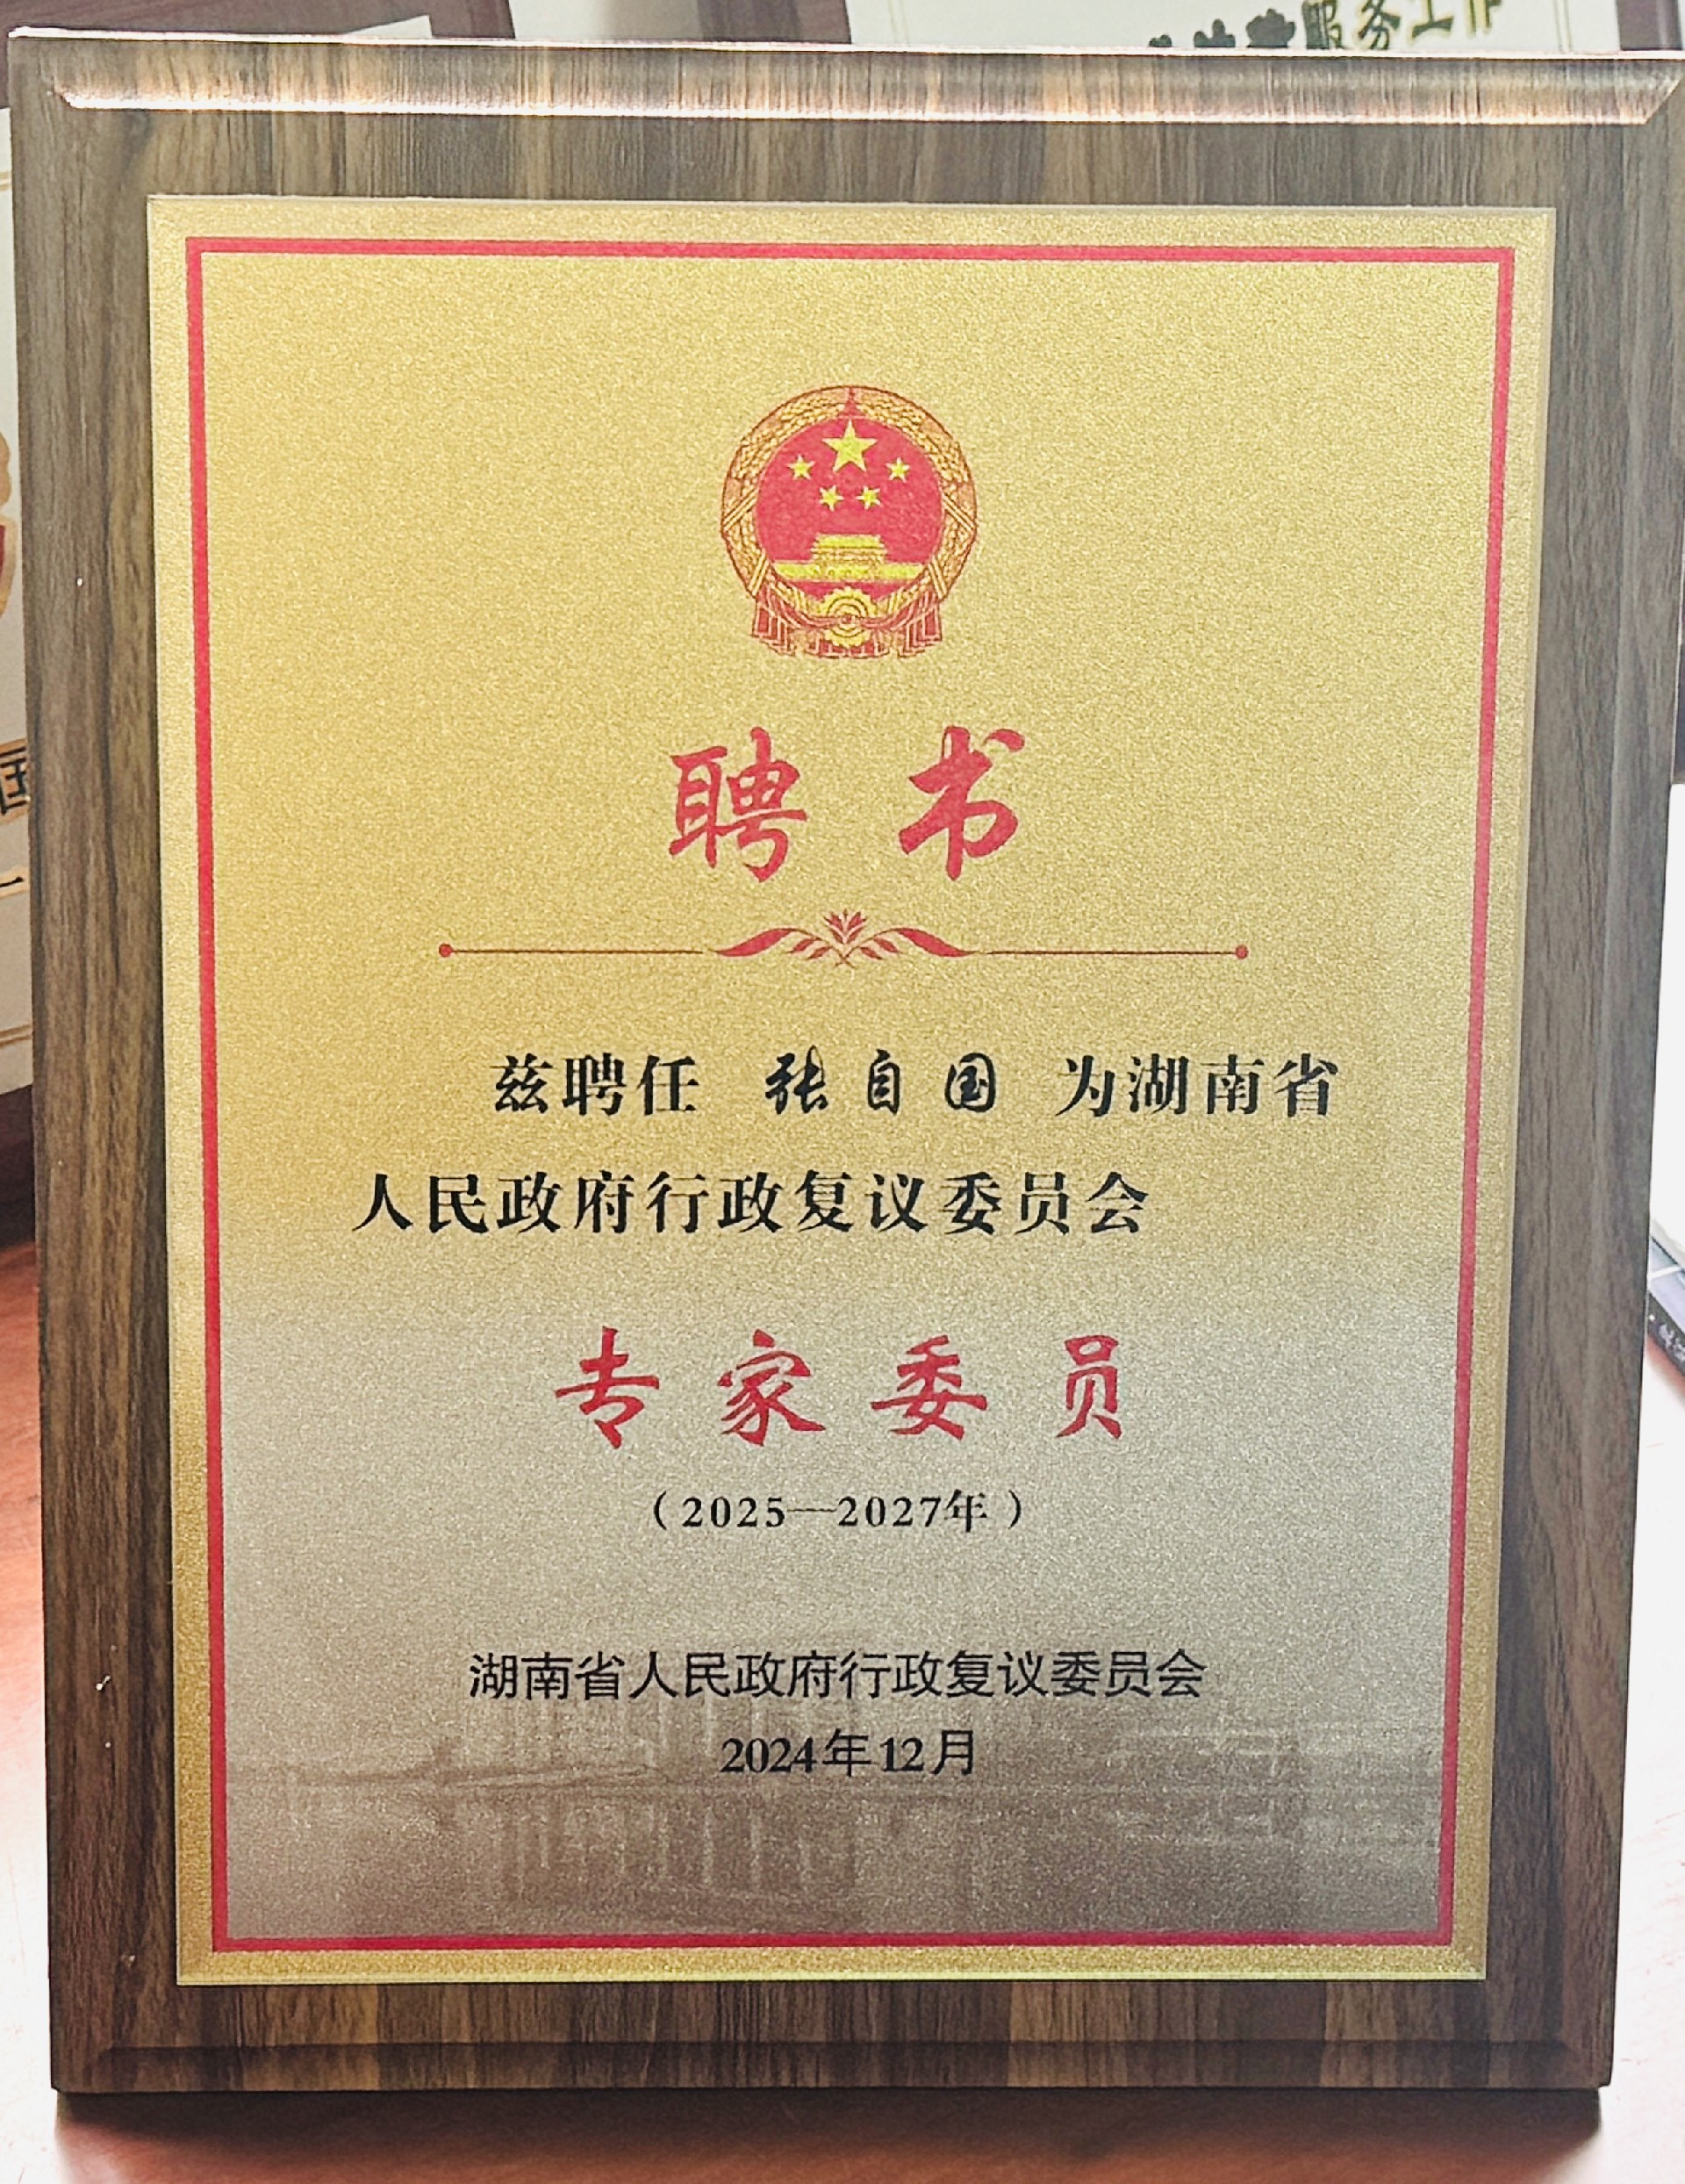 服务工作
聘书
兹聘任 张自国 为湖南省
人民政府行政复议委员会
专家委员
（2025—2027年）
湖南省人民政府行政复议委员会
2024年12月